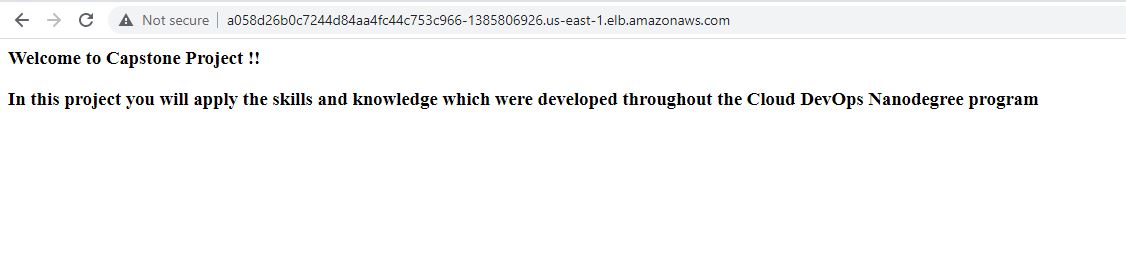 Not secure a058d26b0c7244d84aa4fc44c753c966-1385806926.us-east-1.elb.amazonaws.com
Welcome to Capstone Project !!
In this project you will apply the skills and knowledge which were developed throughout the Cloud DevOps Nanodegree program